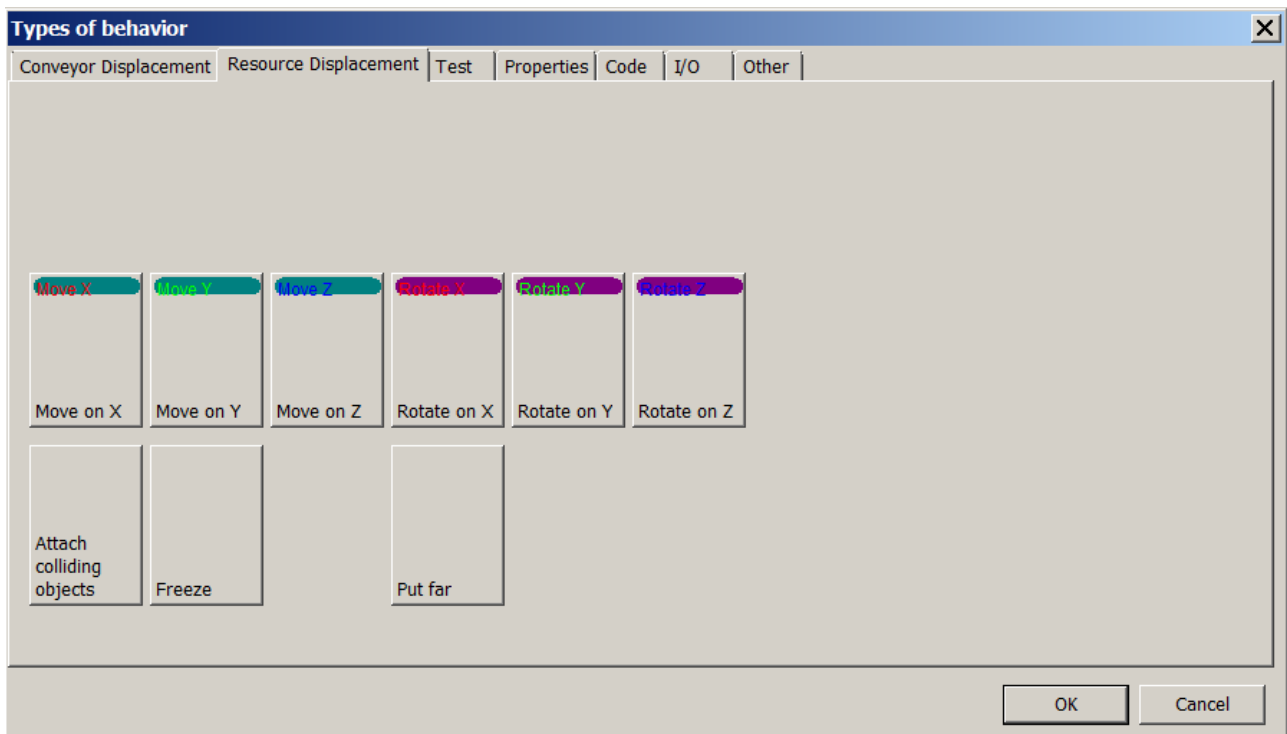 Types of behavior
Conveyor Displacement Resource Displacement Test Properties Code I/O Other
Move X Move Y Move Z Rotate X Rotate Y Rotate Z
Move on X Move on Y Move on Z Rotate on X Rotate on Y Rotate on Z
Attach
colliding
objects Freeze Put far
OK Cancel